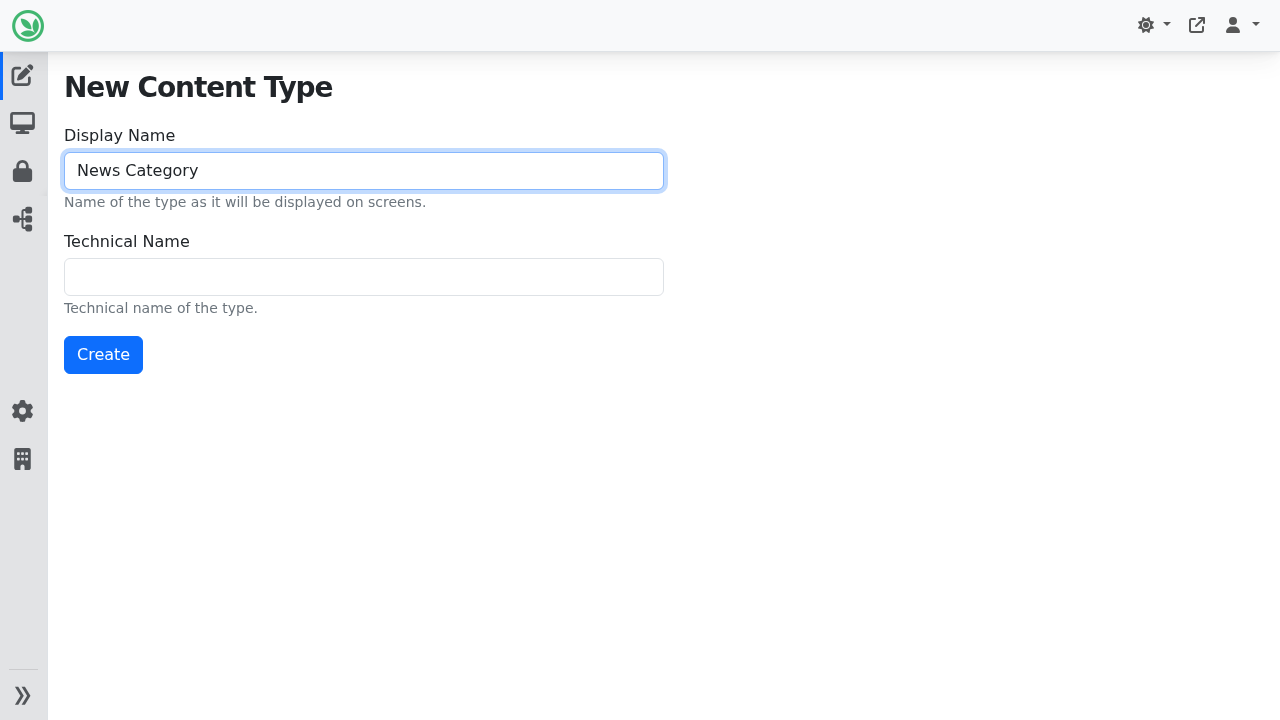 New Content Type
Display Name
News Category
Name of the type as it will be displayed on screens.
Technical Name
Technical name of the type.
Create